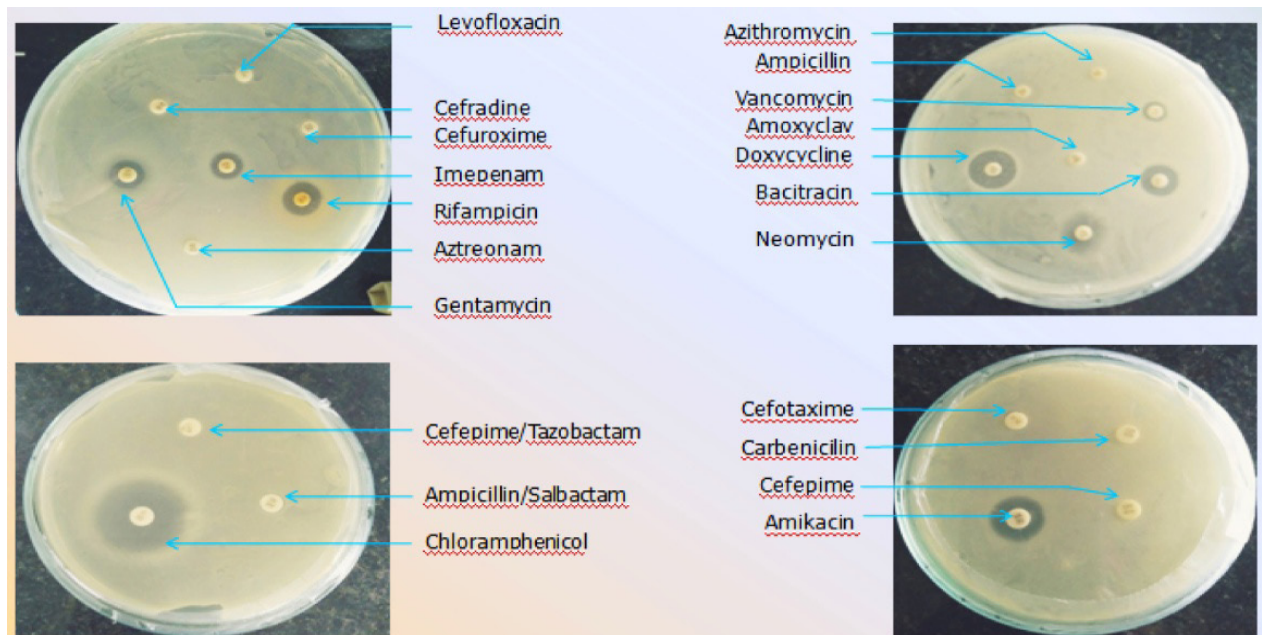 Levofloxacin
Cefradine
Cefuroxime
Imepenam
Rifampicin
Aztreonam
Gentamycin
Azithromycin
Ampicillin
Vancomycin
Amoxyclav
Doxycycline
Bacitracin
Neomycin
Cefepime/Tazobactam
Ampicillin/Salbactam
Chloramphenicol
Cefotaxime
Carbenicilin
Cefepime
Amikacin